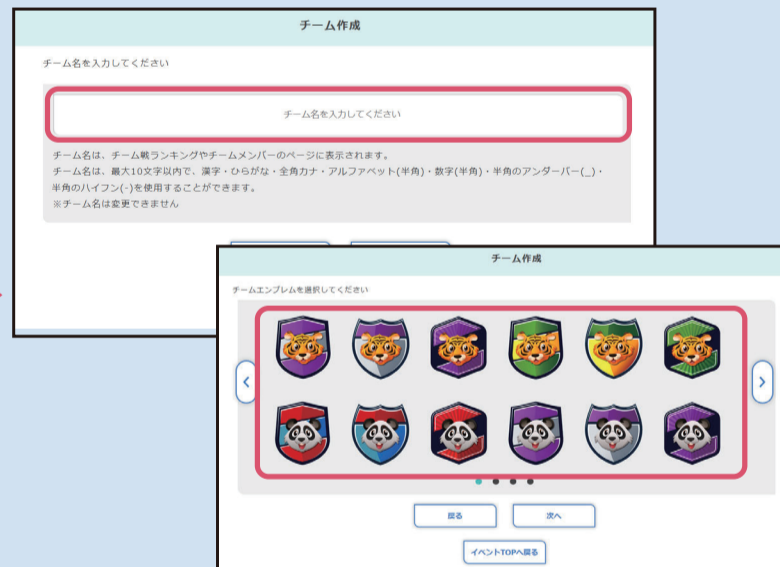 チーム作成
チーム名を入力してください
チーム名を入力してください
チーム名は、チーム戦ランキングやチームメンバーのページに表示されます。
チーム名は、最大10文字以内で、漢字・ひらがな・全角カナ・アルファベット(半角)・数字(半角)・半角のアンダーバー(_)・
半角のハイフン(-)を使用することができます。
※チーム名は変更できません
チーム作成
チームエンブレムを選択してください
戻る
次へ
イベントTOPへ戻る